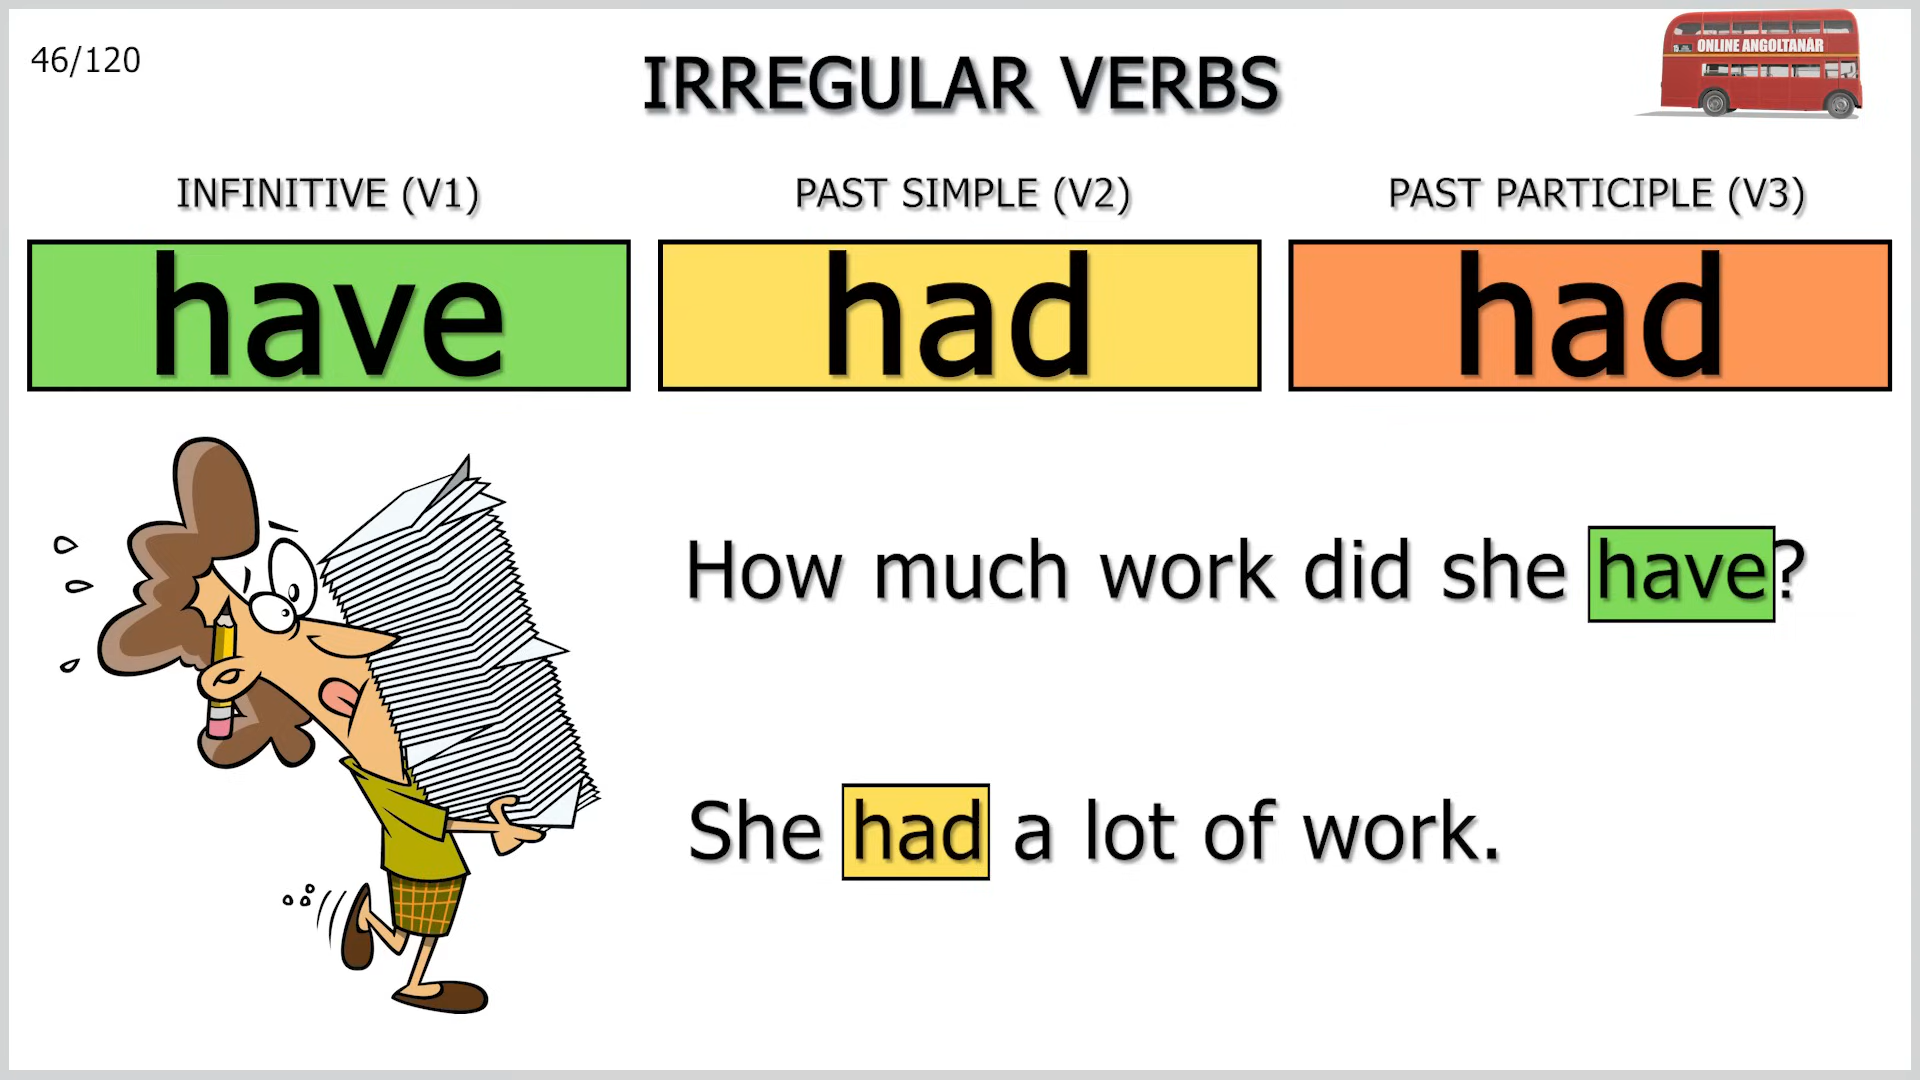 46/120
IRREGULAR VERBS
ONLINE ANGOLTANÁR
INFINITIVE (V1)
PAST SIMPLE (V2)
PAST PARTICIPLE (V3)
have
had
had
How much work did she have?
She had a lot of work.